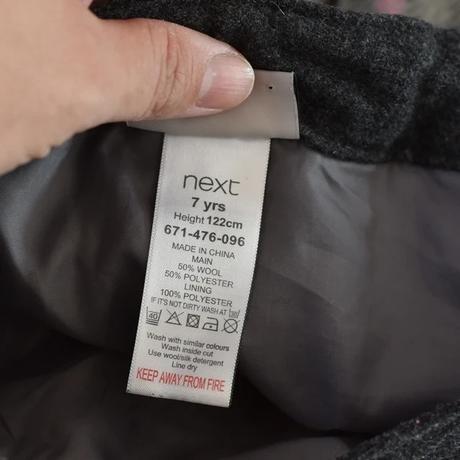 next
7 yrs
Height 122cm
671-476-096
MADE IN CHINA
MAIN
50% WOOL
50% POLYESTER
LINING
100% POLYESTER
IF IT'S NOT DIRTY WASH AT 30
40
Wash with similar colours
Wash inside out
Use wool/silk detergent
Line dry
KEEP AWAY FROM FIRE